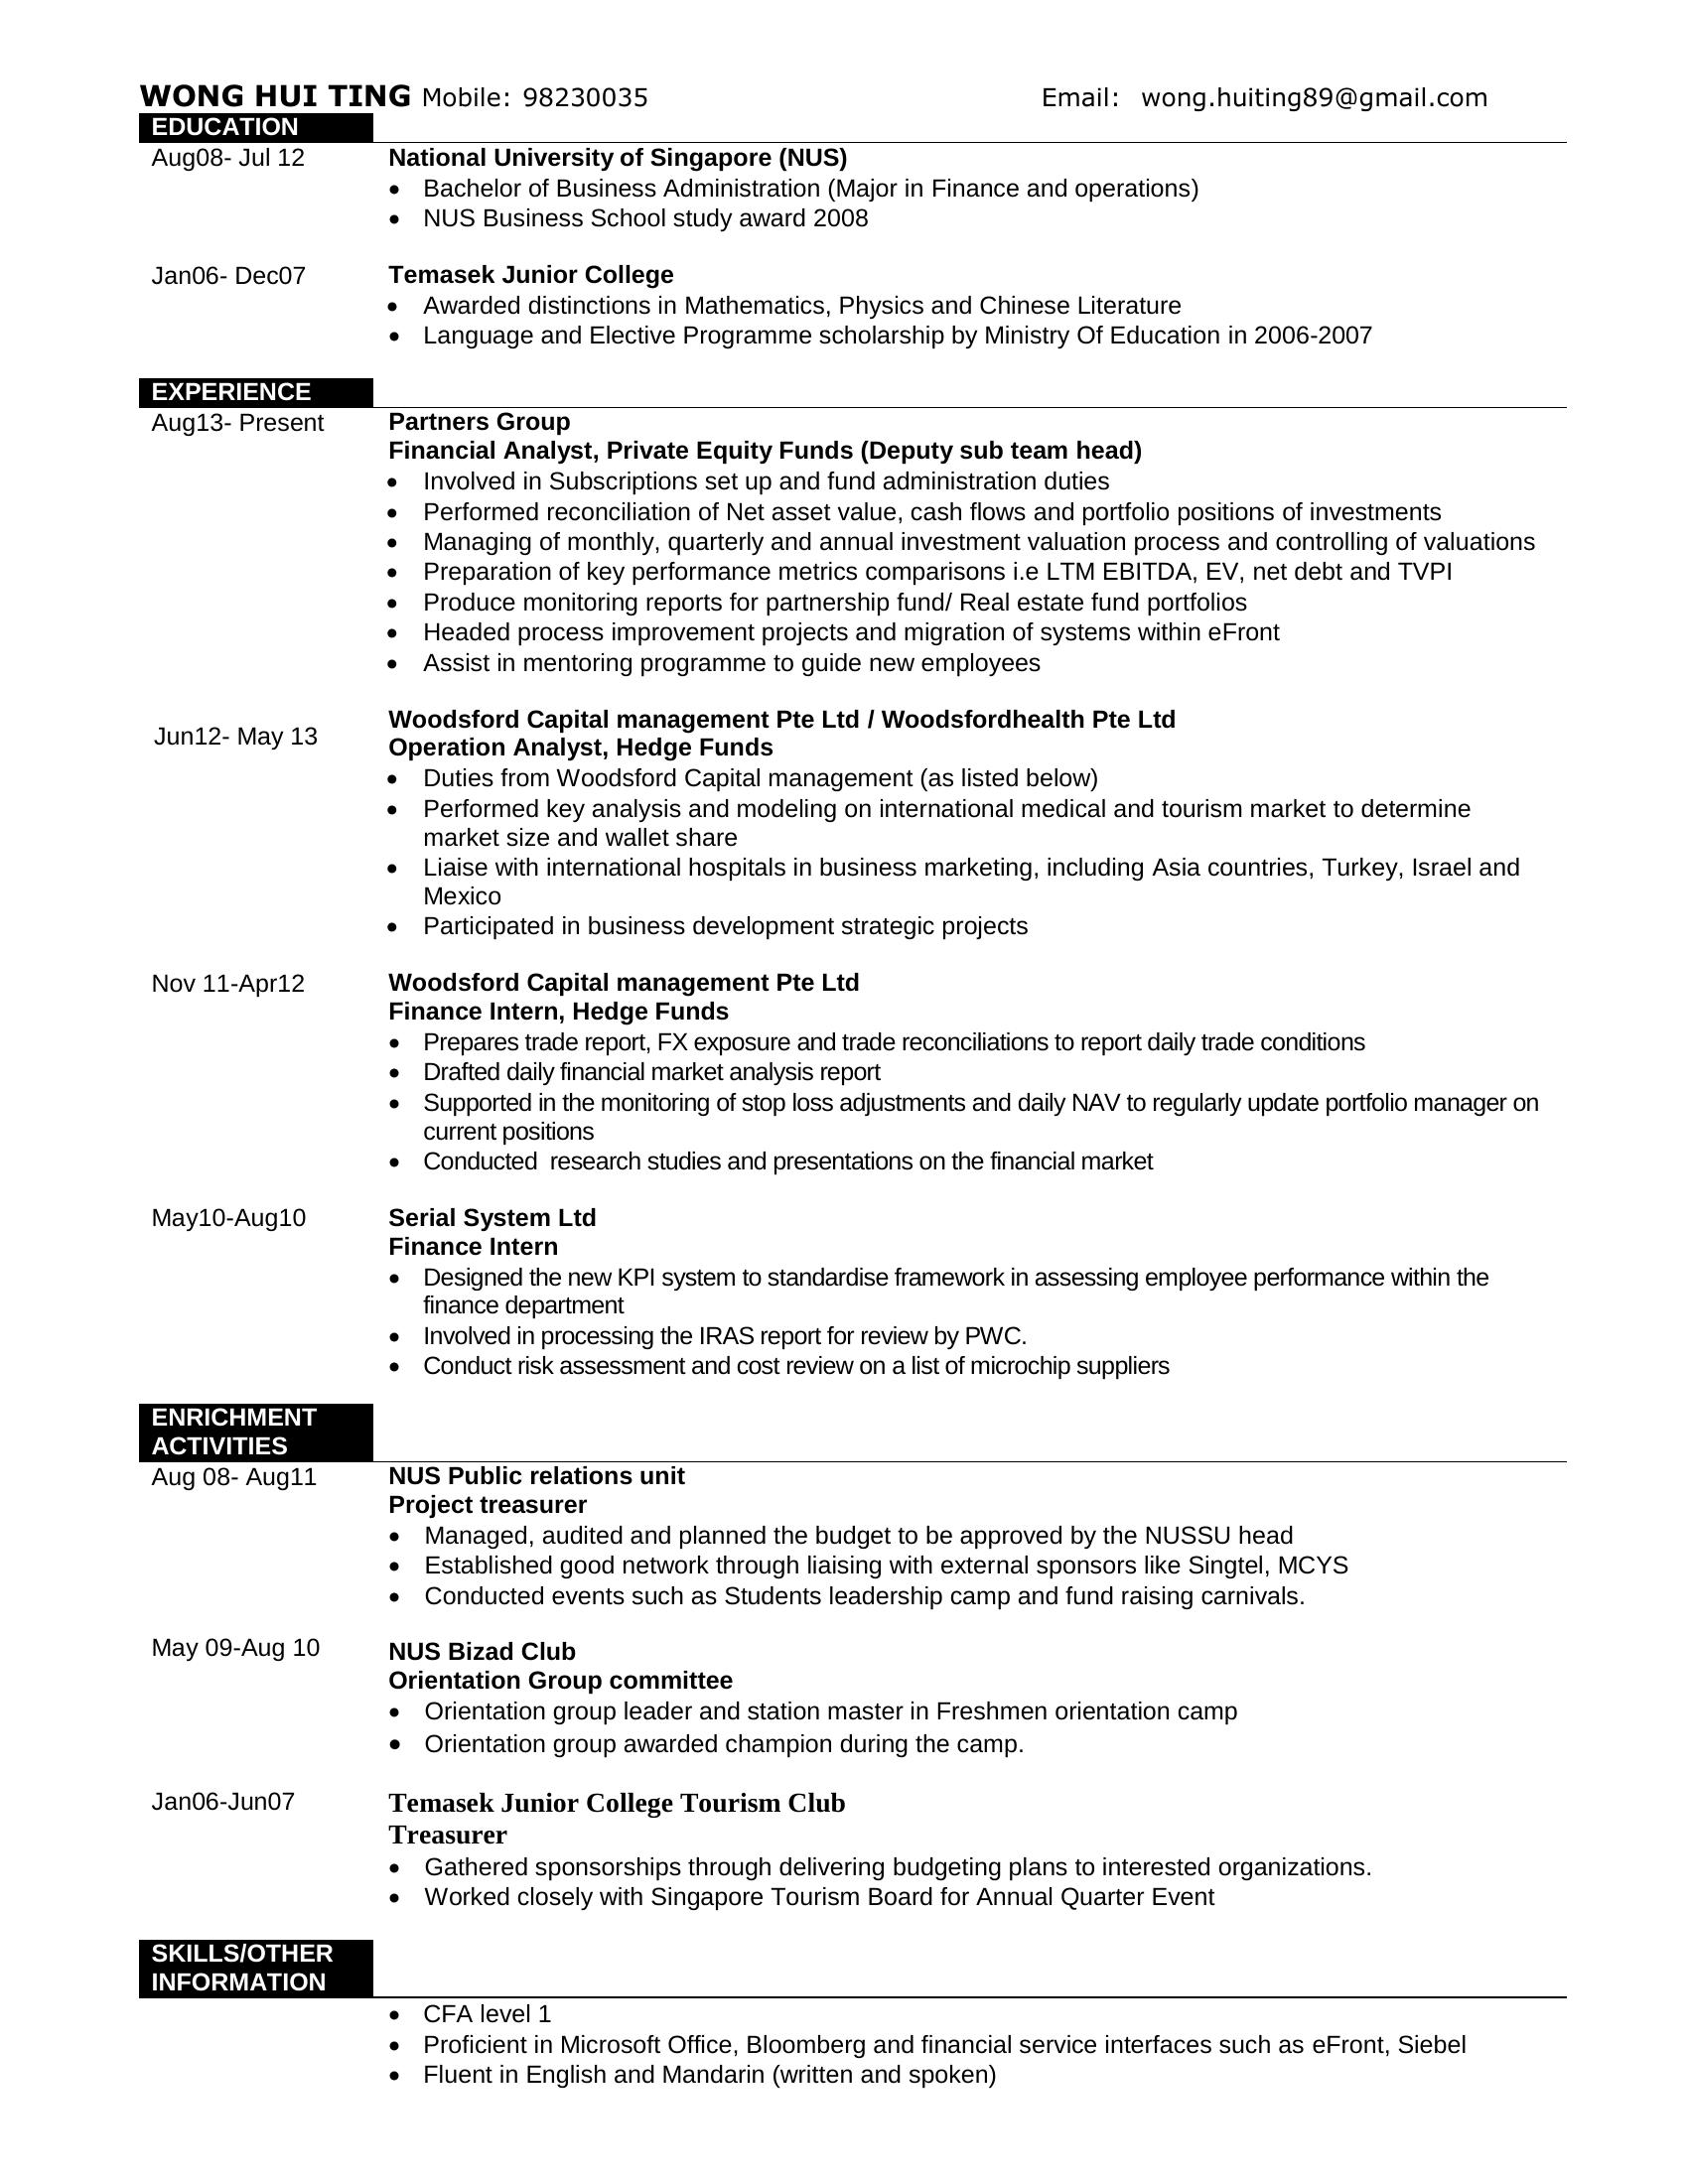 WONG HUI TING Mobile: 98230035 Email: wong.huiting89@gmail.com
EDUCATION
Aug08- Jul 12 National University of Singapore (NUS)
• Bachelor of Business Administration (Major in Finance and operations)
• NUS Business School study award 2008
Jan06- Dec07 Temasek Junior College
• Awarded distinctions in Mathematics, Physics and Chinese Literature
• Language and Elective Programme scholarship by Ministry Of Education in 2006-2007
EXPERIENCE
Aug13- Present Partners Group
Financial Analyst, Private Equity Funds (Deputy sub team head)
• Involved in Subscriptions set up and fund administration duties
• Performed reconciliation of Net asset value, cash flows and portfolio positions of investments
• Managing of monthly, quarterly and annual investment valuation process and controlling of valuations
• Preparation of key performance metrics comparisons i.e LTM EBITDA, EV, net debt and TVPI
• Produce monitoring reports for partnership fund/ Real estate fund portfolios
• Headed process improvement projects and migration of systems within eFront
• Assist in mentoring programme to guide new employees
Woodsford Capital management Pte Ltd / Woodsfordhealth Pte Ltd
Jun12- May 13 Operation Analyst, Hedge Funds
• Duties from Woodsford Capital management (as listed below)
• Performed key analysis and modeling on international medical and tourism market to determine
market size and wallet share
• Liaise with international hospitals in business marketing, including Asia countries, Turkey, Israel and
Mexico
• Participated in business development strategic projects
Nov 11-Apr12 Woodsford Capital management Pte Ltd
Finance Intern, Hedge Funds
• Prepares trade report, FX exposure and trade reconciliations to report daily trade conditions
• Drafted daily financial market analysis report
• Supported in the monitoring of stop loss adjustments and daily NAV to regularly update portfolio manager on
current positions
• Conducted  research studies and presentations on the financial market
May10-Aug10 Serial System Ltd
Finance Intern
• Designed the new KPI system to standardise framework in assessing employee performance within the
finance department
• Involved in processing the IRAS report for review by PWC.
• Conduct risk assessment and cost review on a list of microchip suppliers
ENRICHMENT
ACTIVITIES
Aug 08- Aug11 NUS Public relations unit
Project treasurer
• Managed, audited and planned the budget to be approved by the NUSSU head
• Established good network through liaising with external sponsors like Singtel, MCYS
• Conducted events such as Students leadership camp and fund raising carnivals.
May 09-Aug 10 NUS Bizad Club
Orientation Group committee
• Orientation group leader and station master in Freshmen orientation camp
• Orientation group awarded champion during the camp.
Jan06-Jun07 Temasek Junior College Tourism Club
Treasurer
• Gathered sponsorships through delivering budgeting plans to interested organizations.
• Worked closely with Singapore Tourism Board for Annual Quarter Event
SKILLS/OTHER
INFORMATION
• CFA level 1
• Proficient in Microsoft Office, Bloomberg and financial service interfaces such as eFront, Siebel
• Fluent in English and Mandarin (written and spoken)